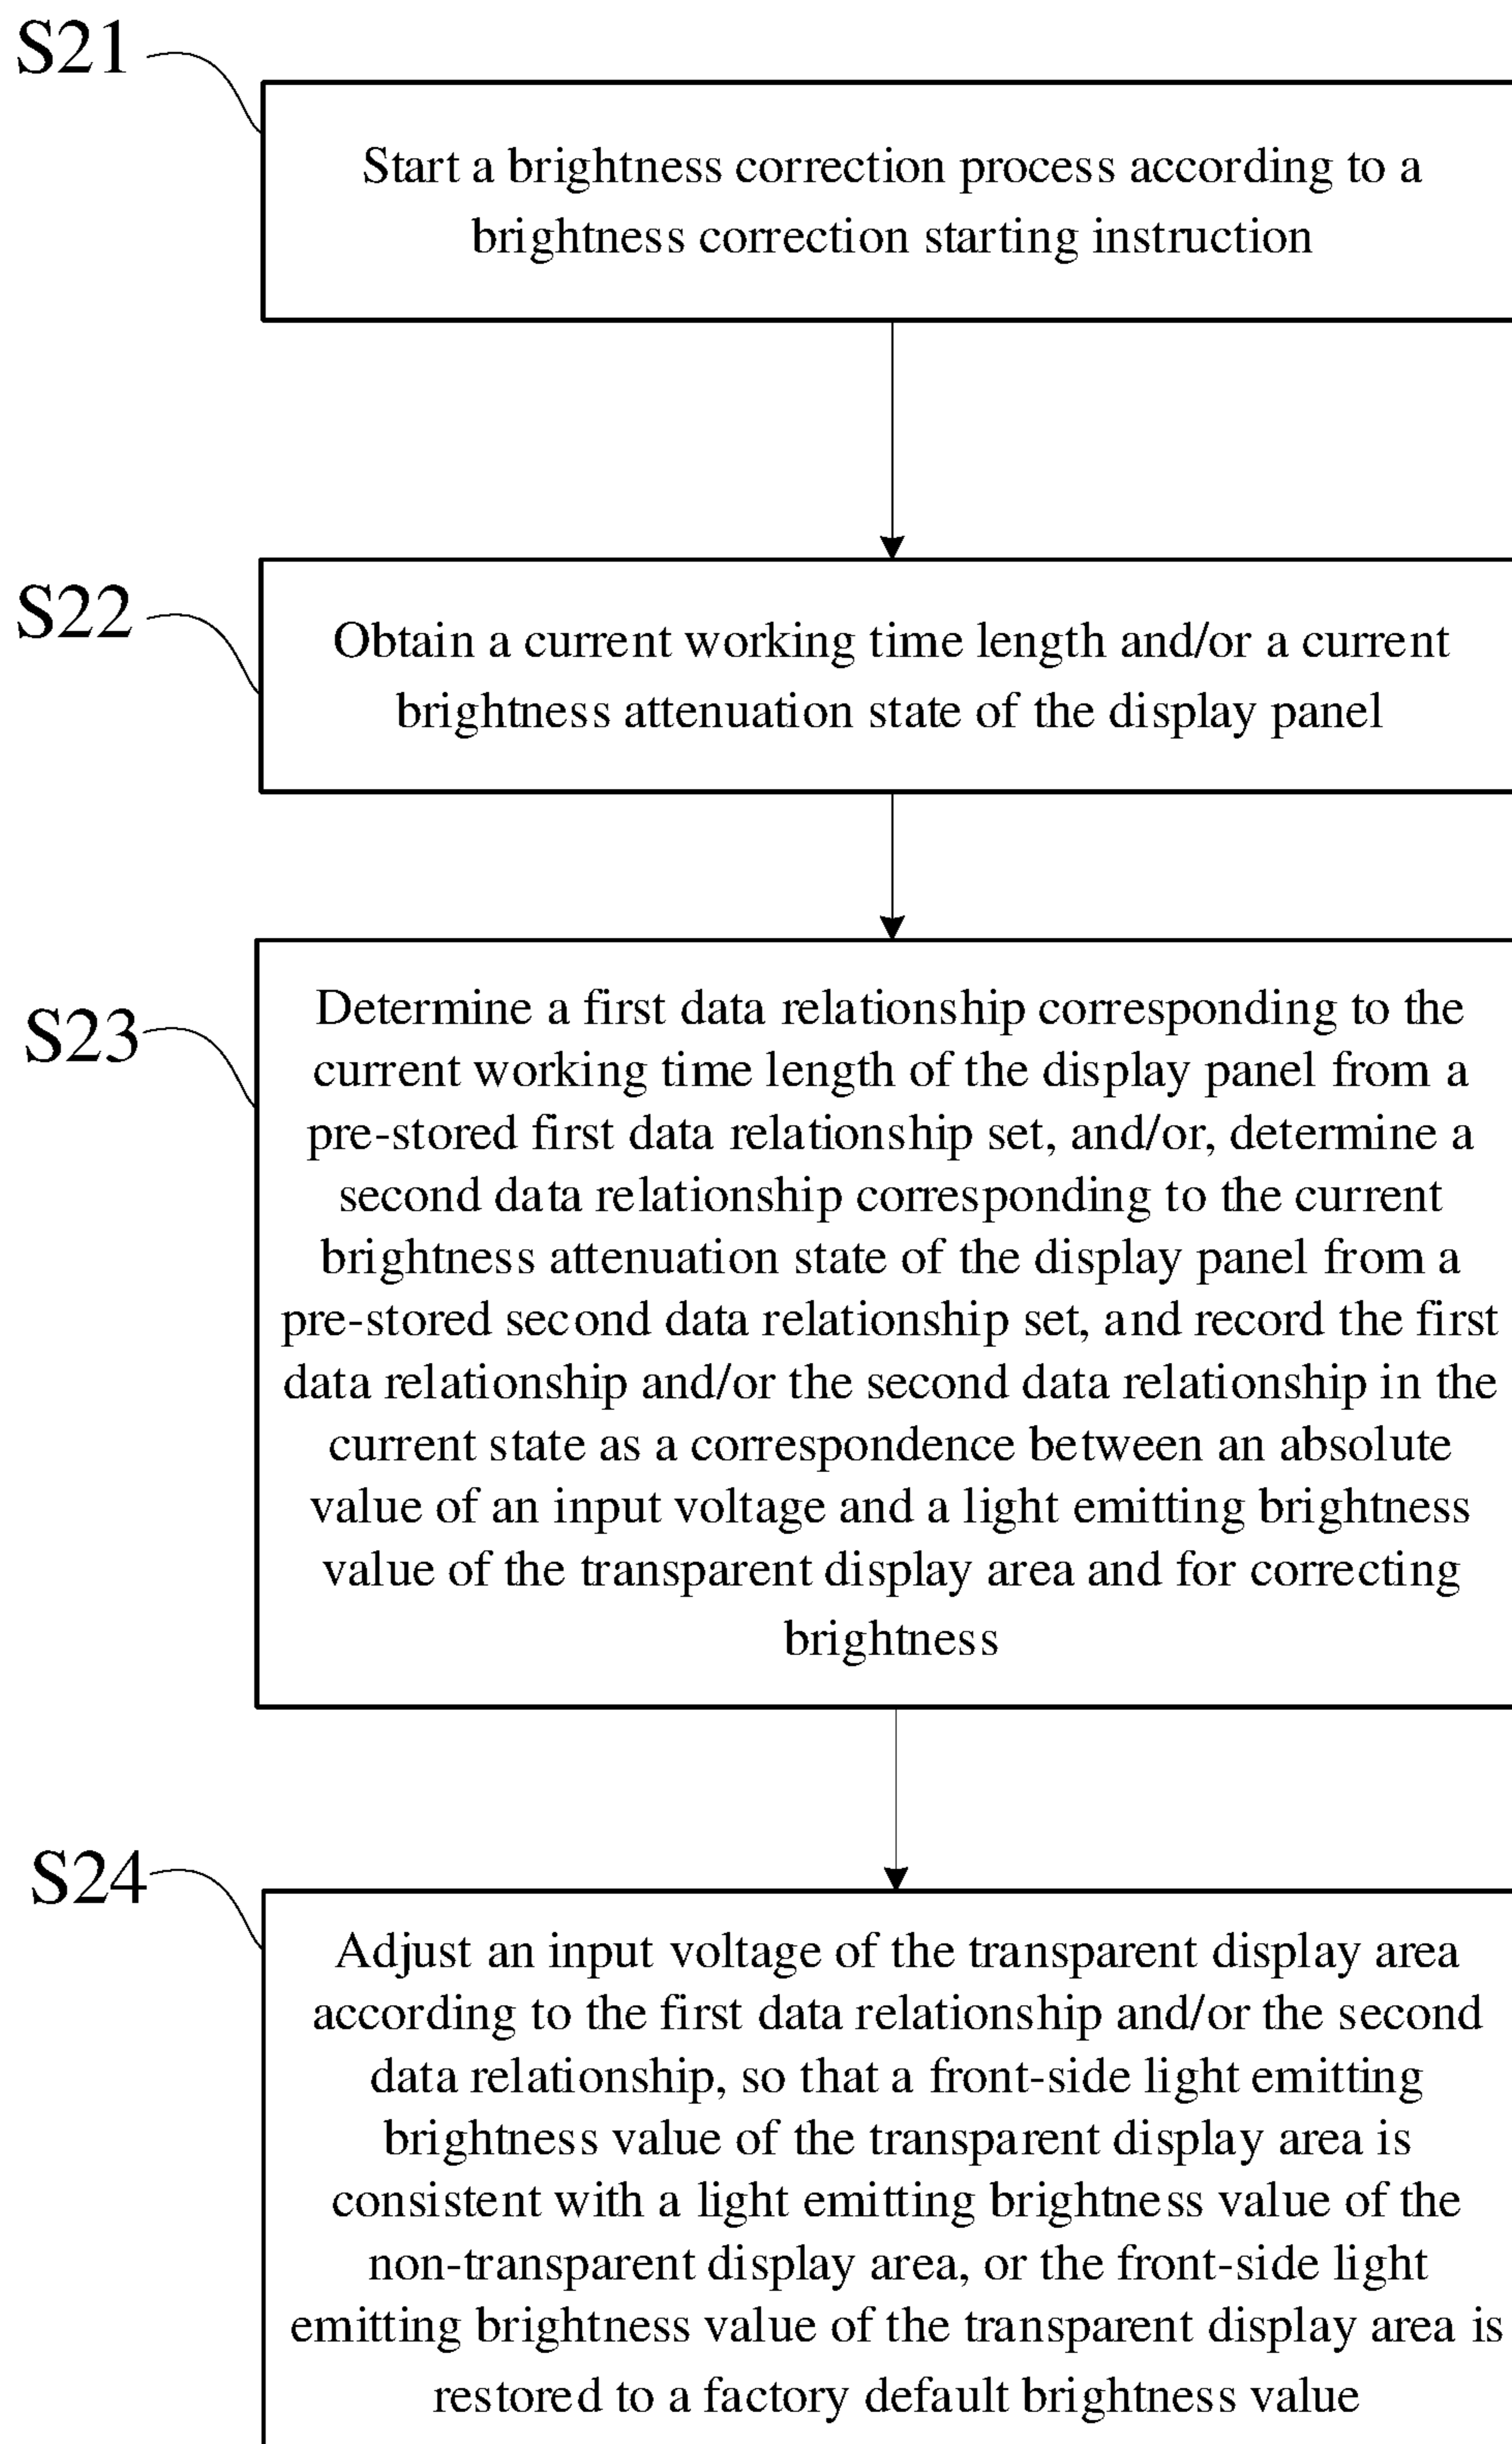 S21
Start a brightness correction process according to a
brightness correction starting instruction
S22
Obtain a current working time length and/or a current
brightness attenuation state of the display panel
S23
Determine a first data relationship corresponding to the
current working time length of the display panel from a
pre-stored first data relationship set, and/or, determine a
second data relationship corresponding to the current
brightness attenuation state of the display panel from a
pre-stored second data relationship set, and record the first
data relationship and/or the second data relationship in the
current state as a correspondence between an absolute
value of an input voltage and a light emitting brightness
value of the transparent display area and for correcting
brightness
S24
Adjust an input voltage of the transparent display area
according to the first data relationship and/or the second
data relationship, so that a front-side light emitting
brightness value of the transparent display area is
consistent with a light emitting brightness value of the
non-transparent display area, or the front-side light
emitting brightness value of the transparent display area is
restored to a factory default brightness value